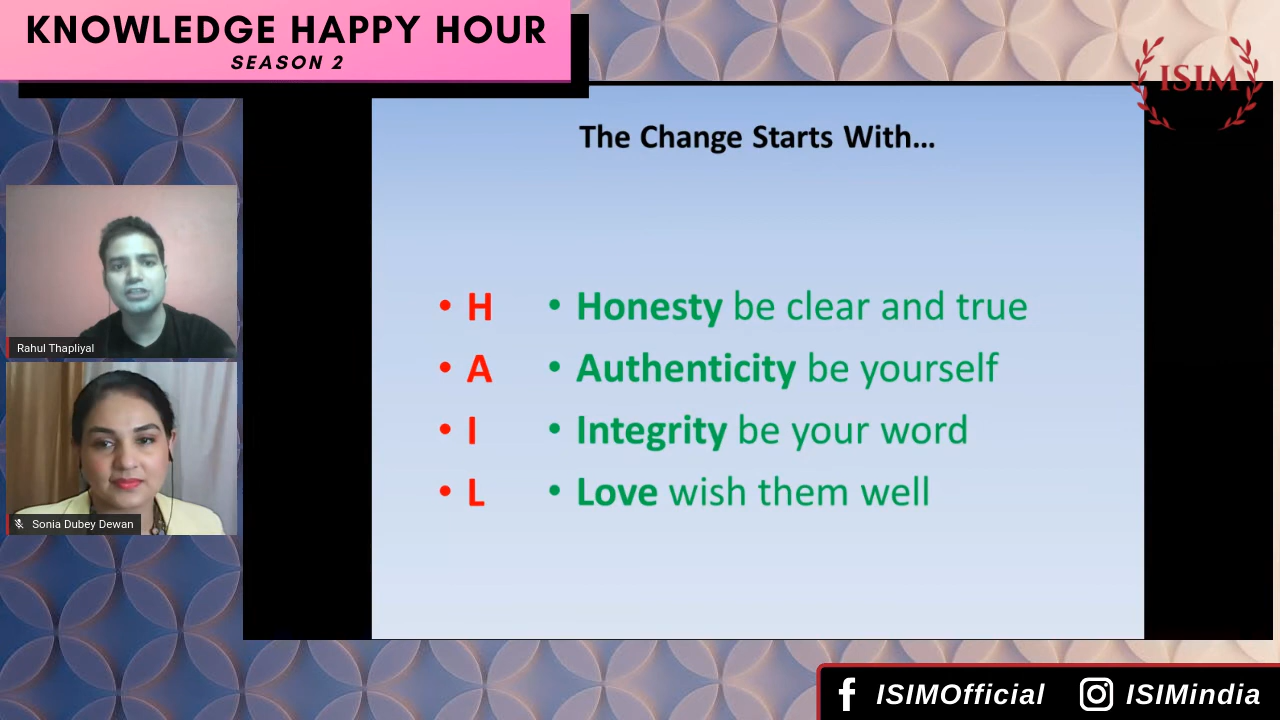 KNOWLEDGE HAPPY HOUR
SEASON 2
ISIM
The Change Starts With...
• H • Honesty be clear and true
• A • Authenticity be yourself
• I • Integrity be your word
• L • Love wish them well
Rahul Thapliyal
Sonia Dubey Dewan
ISIMOfficial ISIMindia